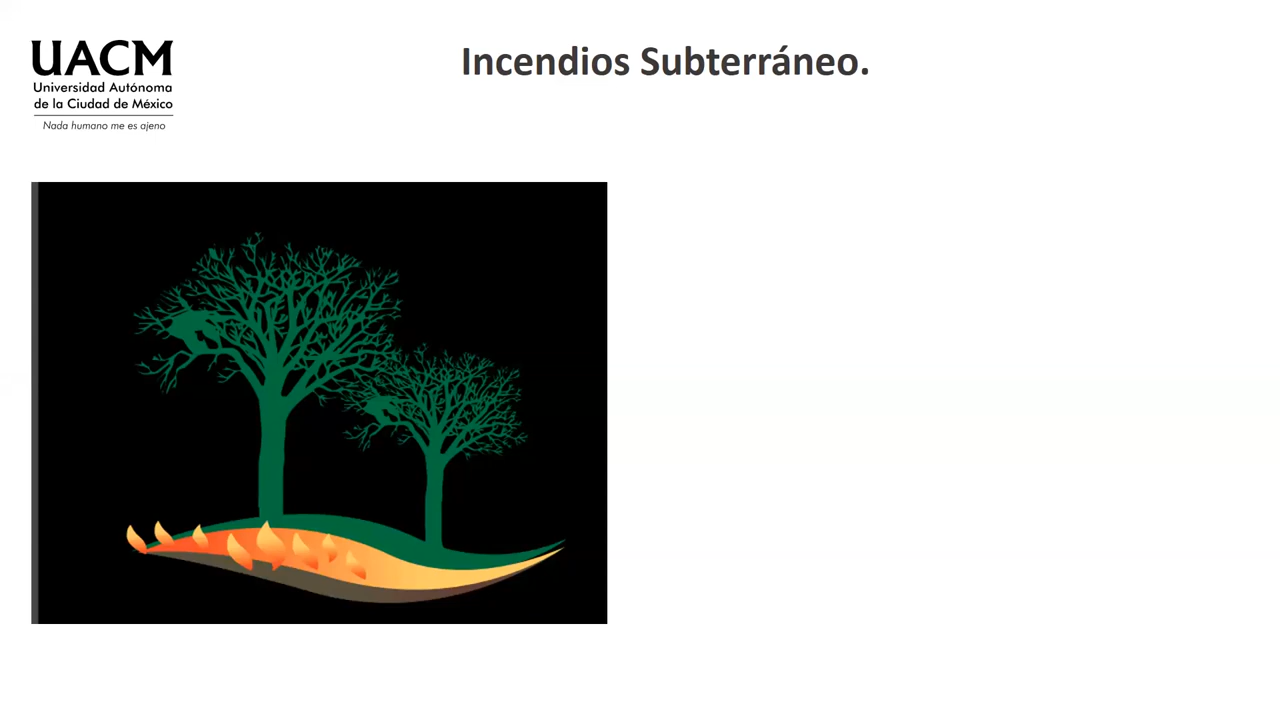 UACM
Universidad Autónoma
de la Ciudad de México
Nada humano me es ajeno
Incendios Subterráneo.